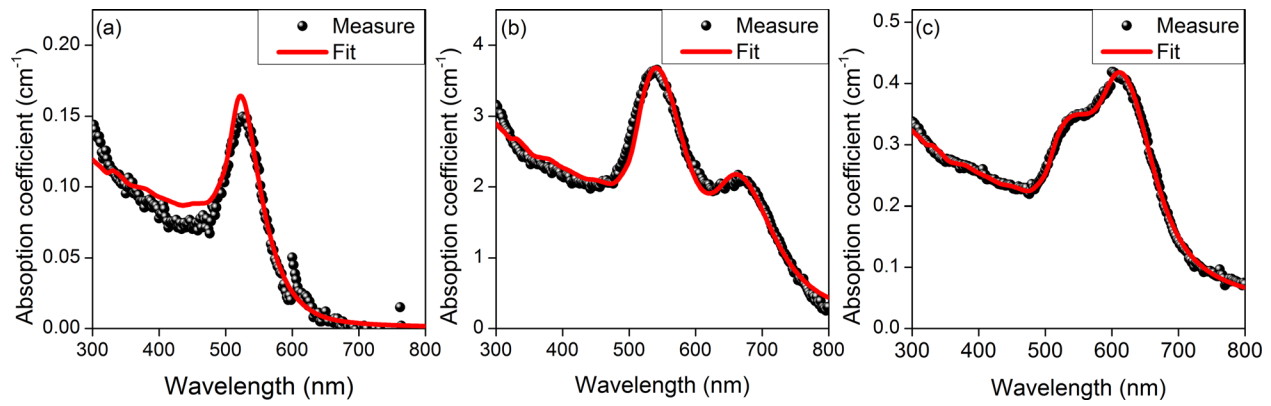 (a)
Measure
Fit
0.20
0.15
0.10
0.05
0.00
Absoption coefficient (cm⁻¹)
300 400 500 600 700 800
Wavelength (nm)
(b)
Measure
Fit
4
3
2
1
0
Absoption coefficient (cm⁻¹)
300 400 500 600 700 800
Wavelength (nm)
(c)
Measure
Fit
0.5
0.4
0.3
0.2
0.1
0.0
Absoption coefficient (cm⁻¹)
300 400 500 600 700 800
Wavelength (nm)